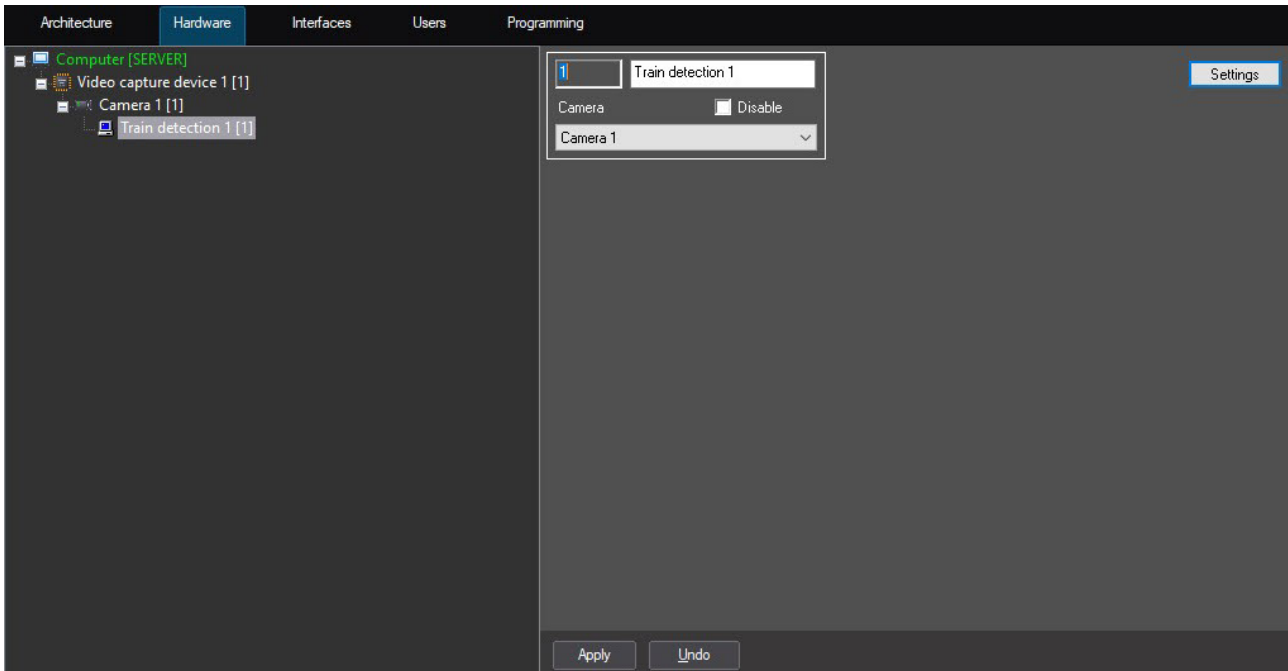 Architecture Hardware Interfaces Users Programming
Computer [SERVER]
Video capture device 1 [1]
Camera 1 [1]
Train detection 1 [1]
1 Train detection 1
Settings
Camera Disable
Camera 1
Apply Undo